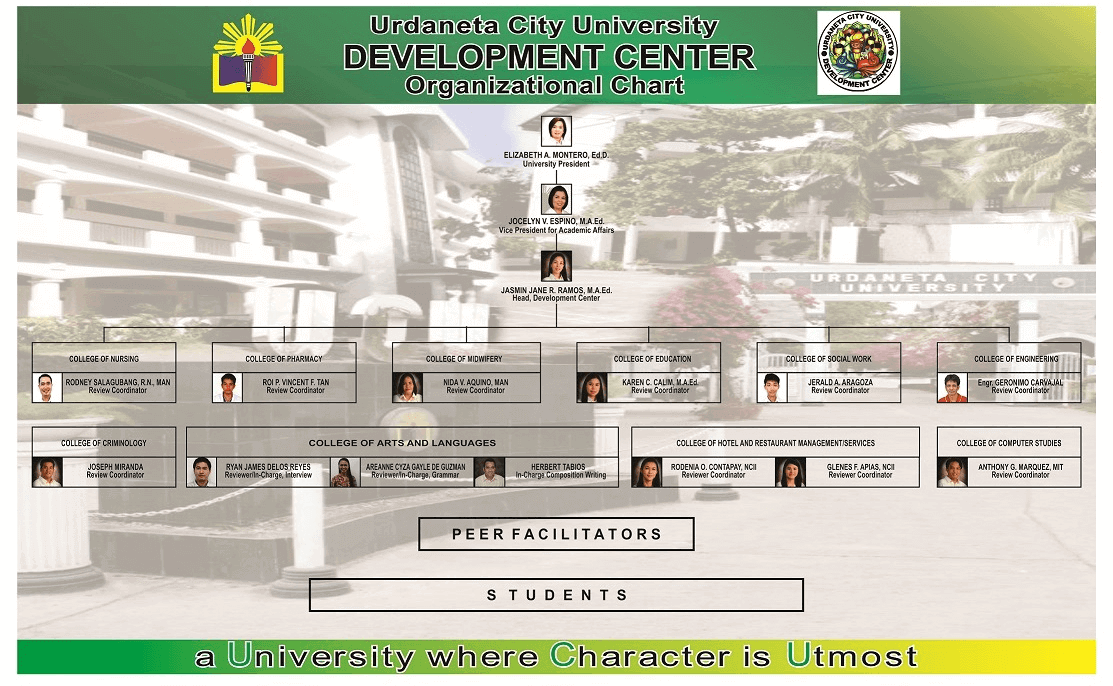 Urdaneta City University
DEVELOPMENT CENTER
Organizational Chart
URDANETA CITY UNIVERSITY
DEVELOPMENT CENTER
ELIZABETH A. MONTERO, Ed.D.
University President
JOCELYN V. ESPINO, M.A.Ed.
Vice President for Academic Affairs
JASMIN JANE R. RAMOS, M.A.Ed.
Head, Development Center
URDANETA CITY
UNIVERSITY
COLLEGE OF NURSING
RODNEY SALAGUBANG, R.N., MAN
Review Coordinator
COLLEGE OF PHARMACY
ROI P. VINCENT F. TAN
Review Coordinator
COLLEGE OF MIDWIFERY
NIDA V. AQUINO, MAN
Review Coordinator
COLLEGE OF EDUCATION
KAREN C. CALIM, M.A.Ed.
Review Coordinator
COLLEGE OF SOCIAL WORK
JERALD A. ARAGOZA
Review Coordinator
COLLEGE OF ENGINEERING
Engr. GERONIMO CARVAJAL
Review Coordinator
COLLEGE OF CRIMINOLOGY
JOSEPH MIRANDA
Review Coordinator
COLLEGE OF ARTS AND LANGUAGES
RYAN JAMES DELOS REYES
Reviewer/In-Charge, Interview
AREANNE CYZA GAYLE DE GUZMAN
Reviewer/In-Charge, Grammar
HERBERT TABIOS
In-Charge Composition Writing
COLLEGE OF HOTEL AND RESTAURANT MANAGEMENT/SERVICES
RODENIA O. CONTAPAY, NCII
Reviewer Coordinator
GLENES F. APIAS, NCII
Reviewer Coordinator
COLLEGE OF COMPUTER STUDIES
ANTHONY G. MARQUEZ, MIT
Review Coordinator
PEER FACILITATORS
STUDENTS
a University where Character is Utmost